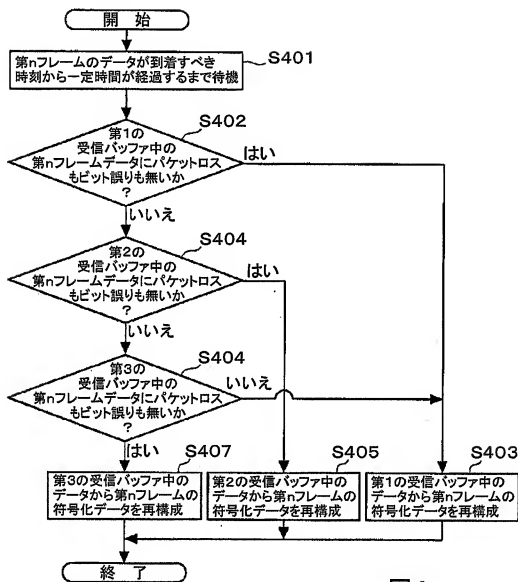 開 始
第nフレームのデータが到着すべき
時刻から一定時間が経過するまで待機
S401
第1の
受信バッファ中の
第nフレームデータにパケットロス
もビット誤りも無いか
?
S402
はい
いいえ
第2の
受信バッファ中の
第nフレームデータにパケットロス
もビット誤りも無いか
?
S404
はい
いいえ
第3の
受信バッファ中の
第nフレームデータにパケットロス
もビット誤りも無いか
?
S404
いいえ
はい
S407
第3の受信バッファ中の
データから第nフレームの
符号化データを再構成
S405
第2の受信バッファ中の
データから第nフレームの
符号化データを再構成
S403
第1の受信バッファ中の
データから第nフレームの
符号化データを再構成
終 了